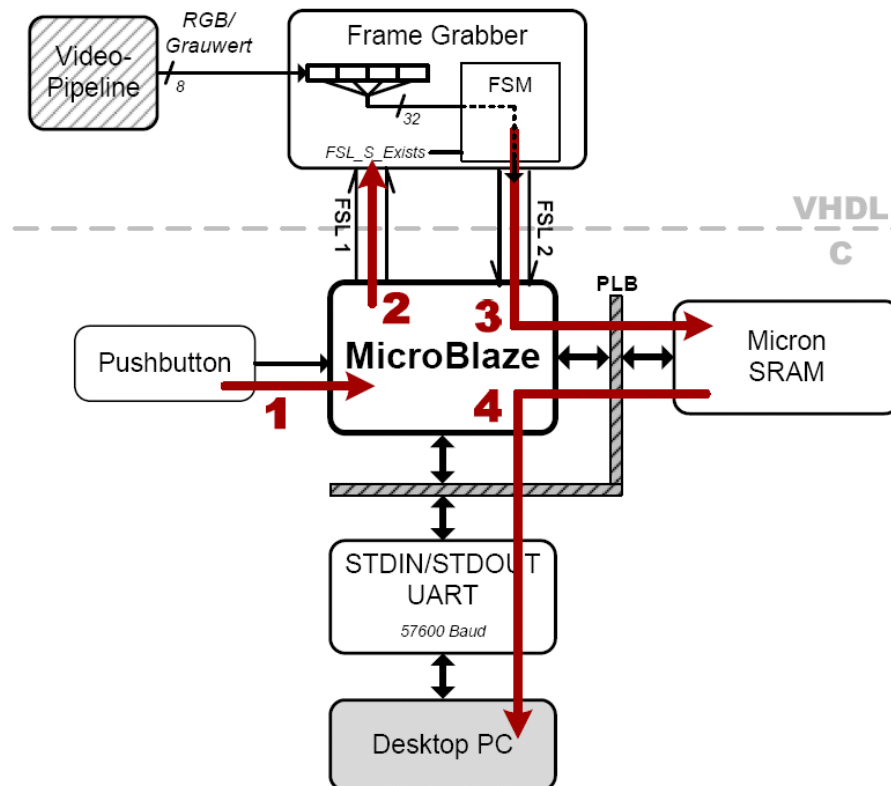 RGB/
Grauwert
Video-
Pipeline
8
Frame Grabber
FSM
32
FSL_S_Exists
FSL 1
FSL 2
VHDL
C
PLB
2
3
MicroBlaze
Micron
SRAM
Pushbutton
1
4
STDIN/STDOUT
UART
57600 Baud
Desktop PC